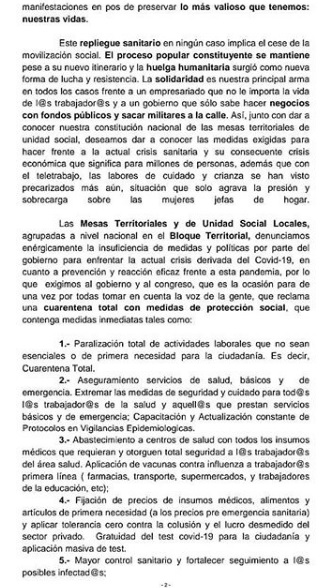 manifestaciones en pos de preservar lo más valioso que tenemos:
nuestras vidas.
Este repliegue sanitario en ningún caso implica el cese de la
movilización social. El proceso popular constituyente se mantiene
pese a su nuevo itinerario y la huelga humanitaria surgió como nueva
forma de lucha y resistencia. La solidaridad es nuestra principal arma
en todos los casos frente a un empresariado que no le importa la vida
de l@s trabajador@s y a un gobierno que sólo sabe hacer negocios
con fondos públicos y sacar militares a la calle. Así, junto con dar a
conocer nuestra constitución nacional de las mesas territoriales de
unidad social, deseamos dar a conocer las medidas exigidas para
hacer frente a la actual crisis sanitaria y su consecuente crisis
económica que significa para millones de personas, además que con
el teletrabajo, las labores de cuidado y crianza se han visto
precarizados más aún, situación que solo agrava la presión y
sobrecarga sobre las mujeres jefas de hogar.
Las Mesas Territoriales y de Unidad Social Locales,
agrupadas a nivel nacional en el Bloque Territorial, denunciamos
enérgicamente la insuficiencia de medidas y políticas por parte del
gobierno para enfrentar la actual crisis derivada del Covid-19, en
cuanto a prevención y reacción eficaz frente a esta pandemia, por lo
que exigimos al gobierno y al congreso, que es la ocasión para de
una vez por todas tomar en cuenta la voz de la gente, que reclama
una cuarentena total con medidas de protección social, que
contenga medidas inmediatas tales como:
1.- Paralización total de actividades laborales que no sean
esenciales o de primera necesidad para la ciudadanía. Es decir,
Cuarentena Total.
2.- Aseguramiento servicios de salud, básicos y de
emergencia. Extremar las medidas de seguridad y cuidado para tod@s
l@s trabajador@s de la salud y aquell@s que prestan servicios
básicos y de emergencia; Capacitación y Actualización constante de
Protocolos en Vigilancias Epidemiologicas.
3.- Abastecimiento a centros de salud con todos los insumos
médicos que requieran y otorguen total seguridad a l@s trabajador@s
del área salud. Aplicación de vacunas contra influenza a trabajador@s
primera línea ( farmacias, transporte, supermercados, y trabajadores
de la educación, etc);
4.- Fijación de precios de insumos médicos, alimentos y
artículos de primera necesidad (a los precios pre emergencia sanitaria)
y aplicar tolerancia cero contra la colusión y el lucro desmedido del
sector privado. Gratuidad del test covid-19 para la ciudadanía y
aplicación masiva de test.
5.- Mayor control sanitario y fortalecer seguimiento a l@s
posibles infectad@s;
-2-